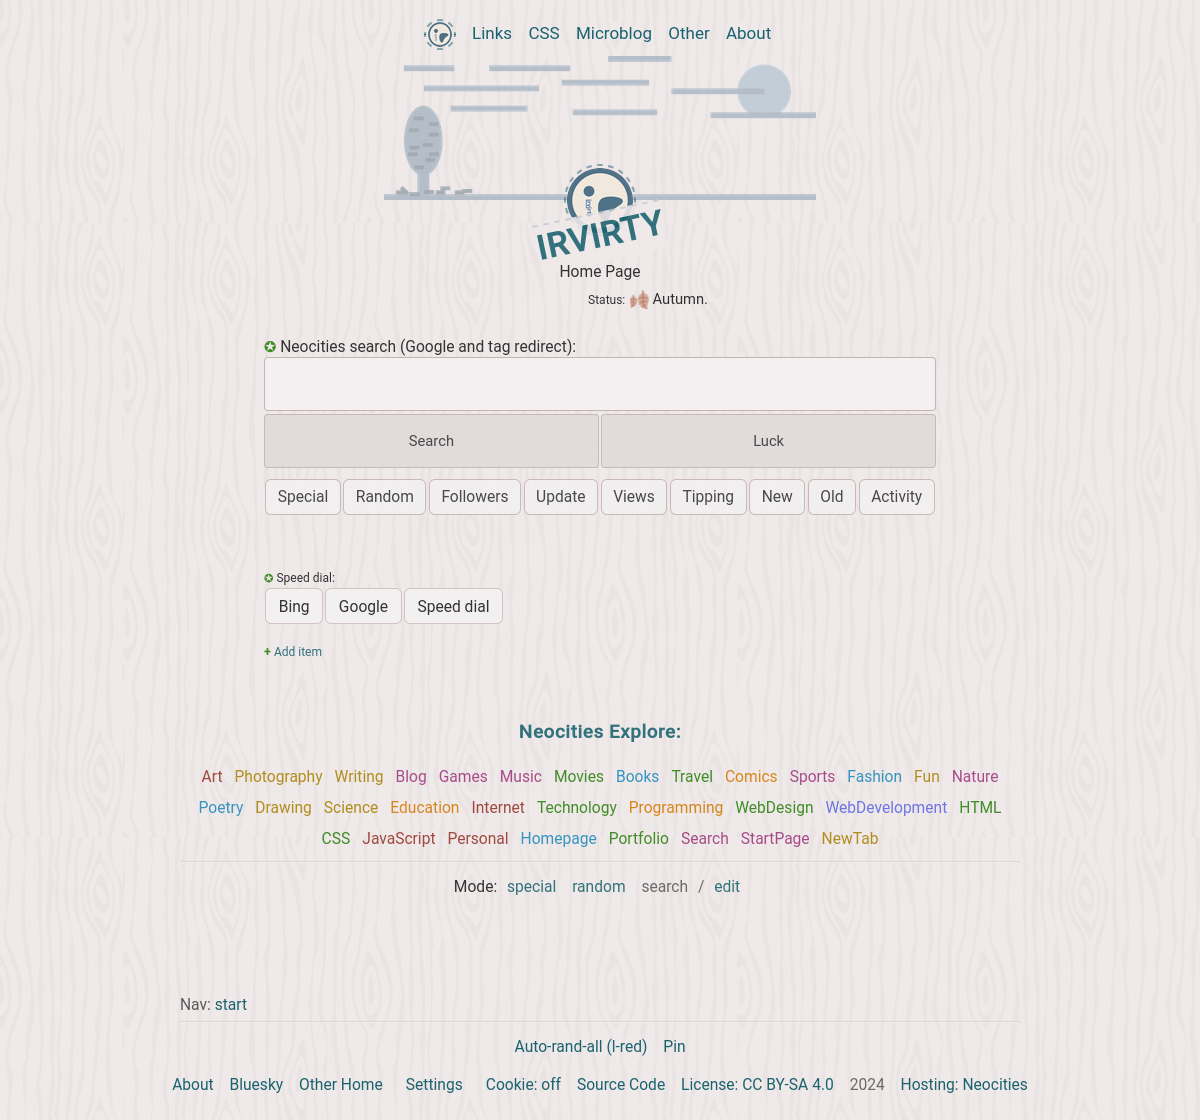 Links CSS Microblog Other About
IRVIRTY
Home Page
Status: Autumn.
Neocities search (Google and tag redirect):
Search Luck
Special Random Followers Update Views Tipping New Old Activity
Speed dial:
Bing Google Speed dial
+ Add item
Neocities Explore:
Art Photography Writing Blog Games Music Movies Books Travel Comics Sports Fashion Fun Nature
Poetry Drawing Science Education Internet Technology Programming WebDesign WebDevelopment HTML
CSS JavaScript Personal Homepage Portfolio Search StartPage NewTab
Mode: special random search / edit
Nav: start
Auto-rand-all (l-red) Pin
About Bluesky Other Home Settings Cookie: off Source Code License: CC BY-SA 4.0 2024 Hosting: Neocities